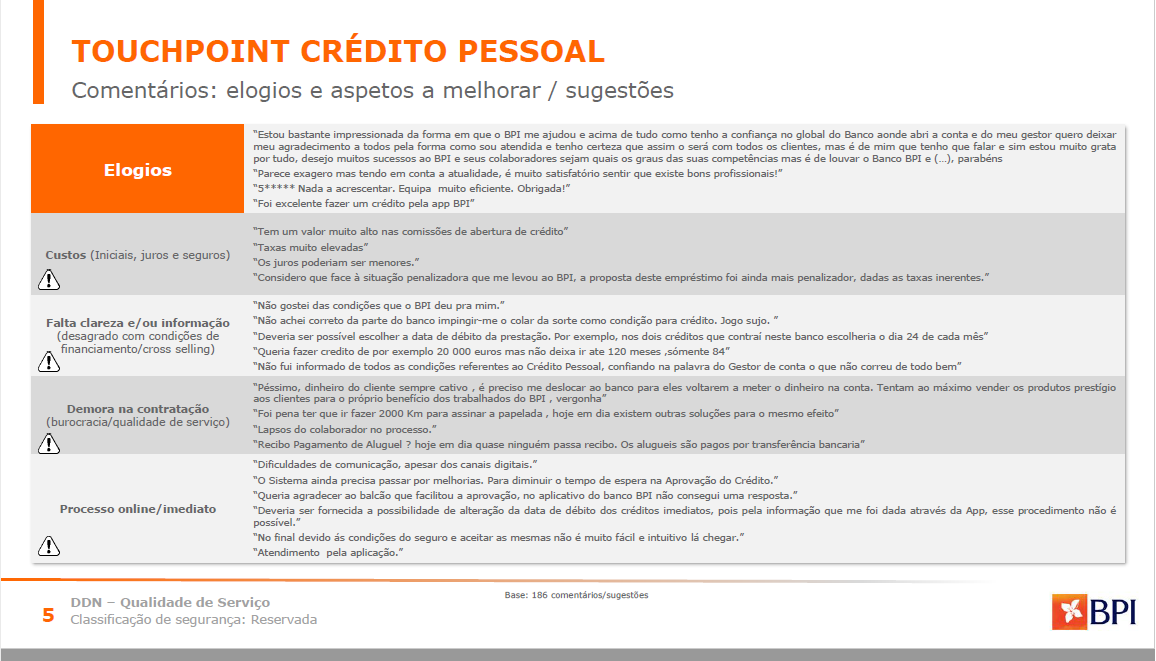 TOUCHPOINT CRÉDITO PESSOAL
Comentários: elogios e aspetos a melhorar / sugestões
Elogios
“Estou bastante impressionada da forma em que o BPI me ajudou e acima de tudo como tenho a confiança no global do Banco aonde abri a conta e do meu gestor quero deixar
meu agradecimento a todos pela forma como sou atendida e tenho certeza que assim o será com todos os clientes, mas é de mim que tenho que falar e sim estou muito grata
por tudo, desejo muitos sucessos ao BPI e seus colaboradores sejam quais os graus das suas competências mas é de louvar o Banco BPI e (…), parabéns
“Parece exagero mas tendo em conta a atualidade, é muito satisfatório sentir que existe bons profissionais!”
“5***** Nada a acrescentar. Equipa  muito eficiente. Obrigada!”
“Foi excelente fazer um crédito pela app BPI”
Custos (Iniciais, juros e seguros)
“Tem um valor muito alto nas comissões de abertura de crédito”
“Taxas muito elevadas”
“Os juros poderiam ser menores.”
“Considero que face à situação penalizadora que me levou ao BPI, a proposta deste empréstimo foi ainda mais penalizador, dadas as taxas inerentes.”
Falta clareza e/ou informação
(desagrado com condições de
financiamento/cross selling)
“Não gostei das condições que o BPI deu pra mim.”
“Não achei correto da parte do banco impingir-me o colar da sorte como condição para crédito. Jogo sujo. ”
“Deveria ser possível escolher a data de débito da prestação. Por exemplo, nos dois créditos que contraí neste banco escolheria o dia 24 de cada mês”
“Queria fazer credito de por exemplo 20 000 euros mas não deixa ir ate 120 meses ,sómente 84”
“Não fui informado de todos as condições referentes ao Crédito Pessoal, confiando na palavra do Gestor de conta o que não correu de todo bem”
Demora na contratação
(burocracia/qualidade de serviço)
“Péssimo, dinheiro do cliente sempre cativo , é preciso me deslocar ao banco para eles voltarem a meter o dinheiro na conta. Tentam ao máximo vender os produtos prestígio
aos clientes para o próprio benefício dos trabalhados do BPI , vergonha”
“Foi pena ter que ir fazer 2000 Km para assinar a papelada , hoje em dia existem outras soluções para o mesmo efeito”
“Lapsos do colaborador no processo.”
“Recibo Pagamento de Aluguel ? hoje em dia quase ninguém passa recibo. Os alugueis são pagos por transferência bancaria”
Processo online/imediato
“Dificuldades de comunicação, apesar dos canais digitais.”
“O Sistema ainda precisa passar por melhorias. Para diminuir o tempo de espera na Aprovação do Crédito.”
“Queria agradecer ao balcão que facilitou a aprovação, no aplicativo do banco BPI não consegui uma resposta.”
“Deveria ser fornecida a possibilidade de alteração da data de débito dos créditos imediatos, pois pela informação que me foi dada através da App, esse procedimento não é
possível.”
“No final devido ás condições do seguro e aceitar as mesmas não é muito fácil e intuitivo lá chegar.”
“Atendimento  pela aplicação.”
Base: 186 comentários/sugestões
5
DDN – Qualidade de Serviço
Classificação de segurança: Reservada
BPI